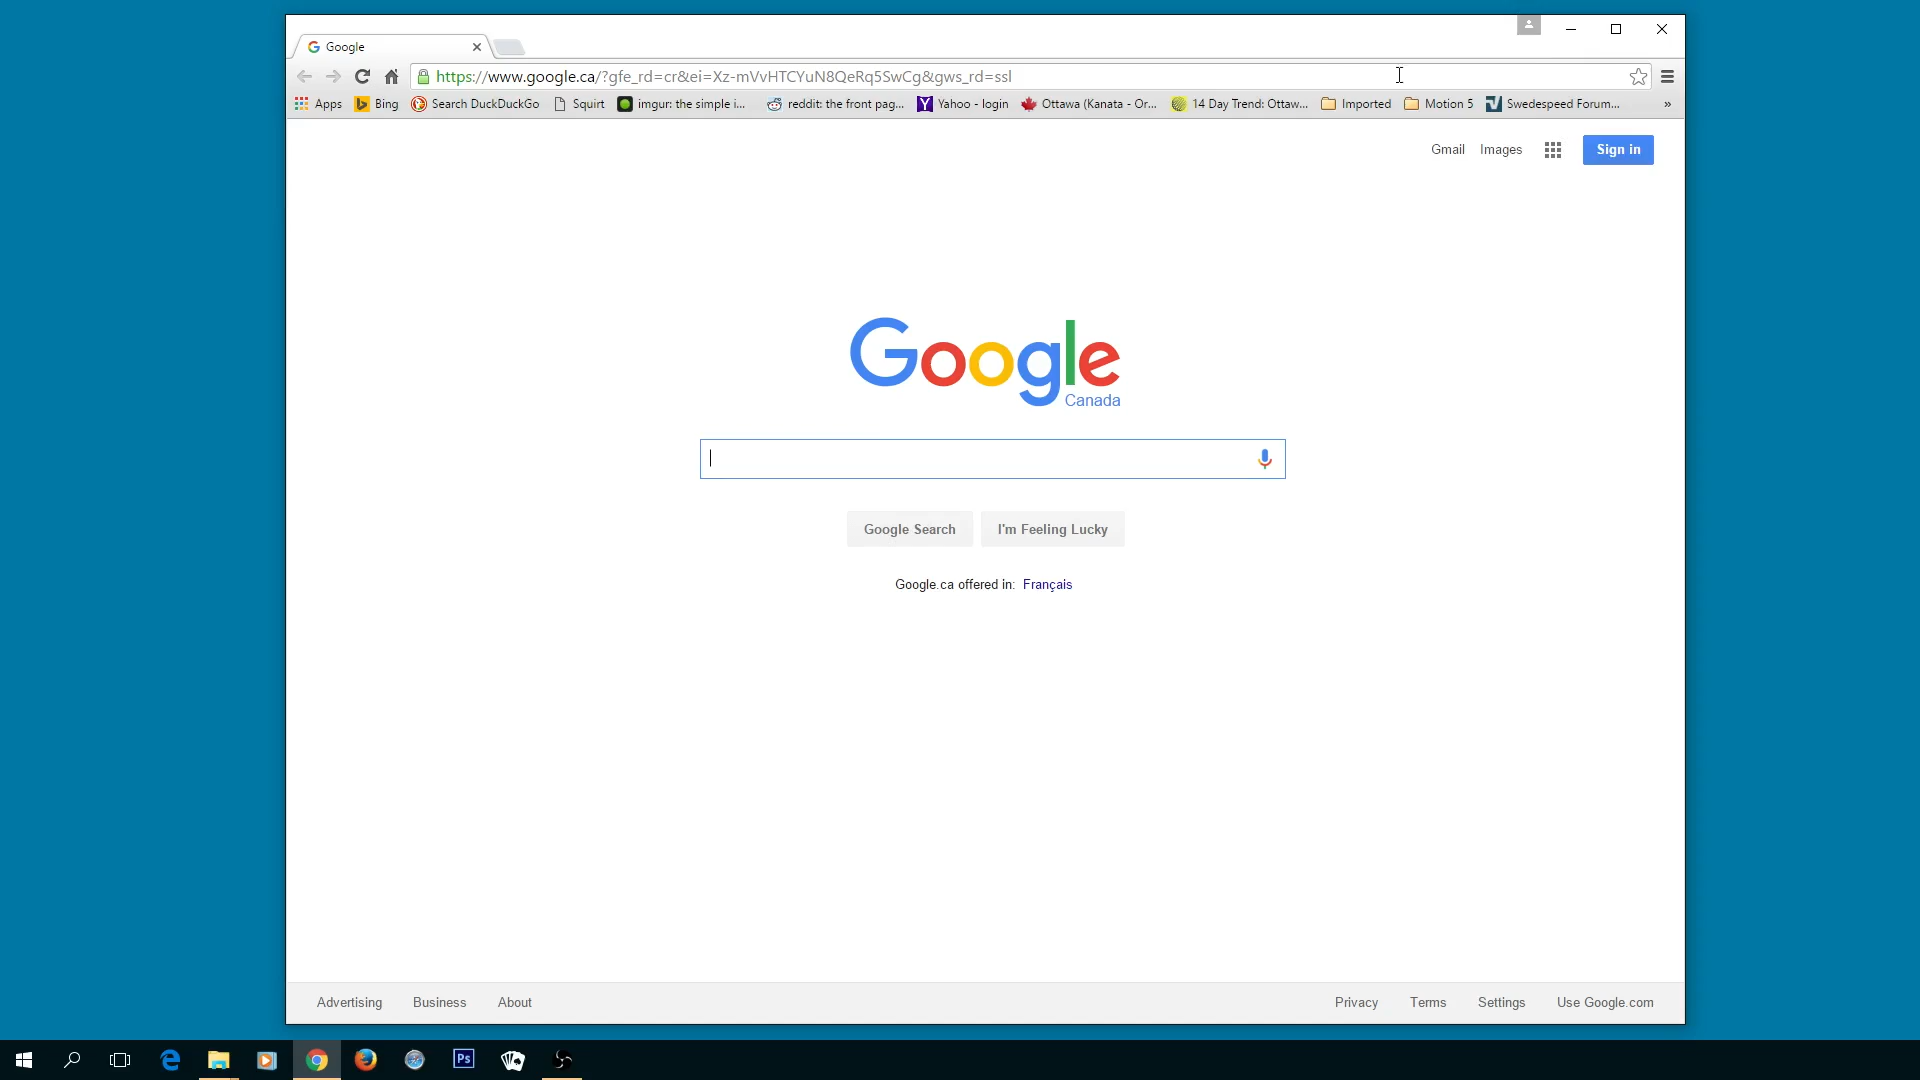 Google
https://www.google.ca/?gfe_rd=cr&ei=Xz-mVvHTCYuN8QeRq5SwCg&gws_rd=ssl
Apps Bing Search DuckDuckGo Squirt imgur: the simple i... reddit: the front pag... Yahoo - login Ottawa (Kanata - Or... 14 Day Trend: Ottaw... Imported Motion 5 Swedespeed Forum... »
Gmail Images Sign in
Google
Canada
Google Search I'm Feeling Lucky
Google.ca offered in: Français
Advertising Business About Privacy Terms Settings Use Google.com
Ps